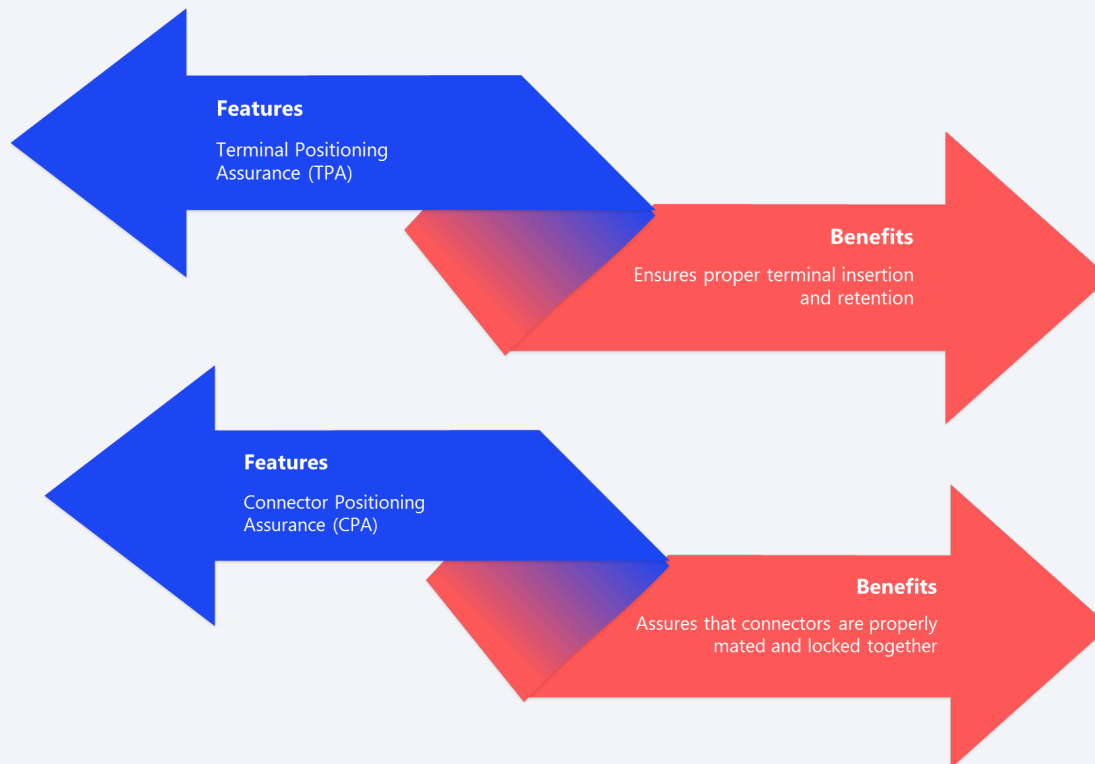 Features
Terminal Positioning
Assurance (TPA)
Benefits
Ensures proper terminal insertion
and retention
Features
Connector Positioning
Assurance (CPA)
Benefits
Assures that connectors are properly
mated and locked together